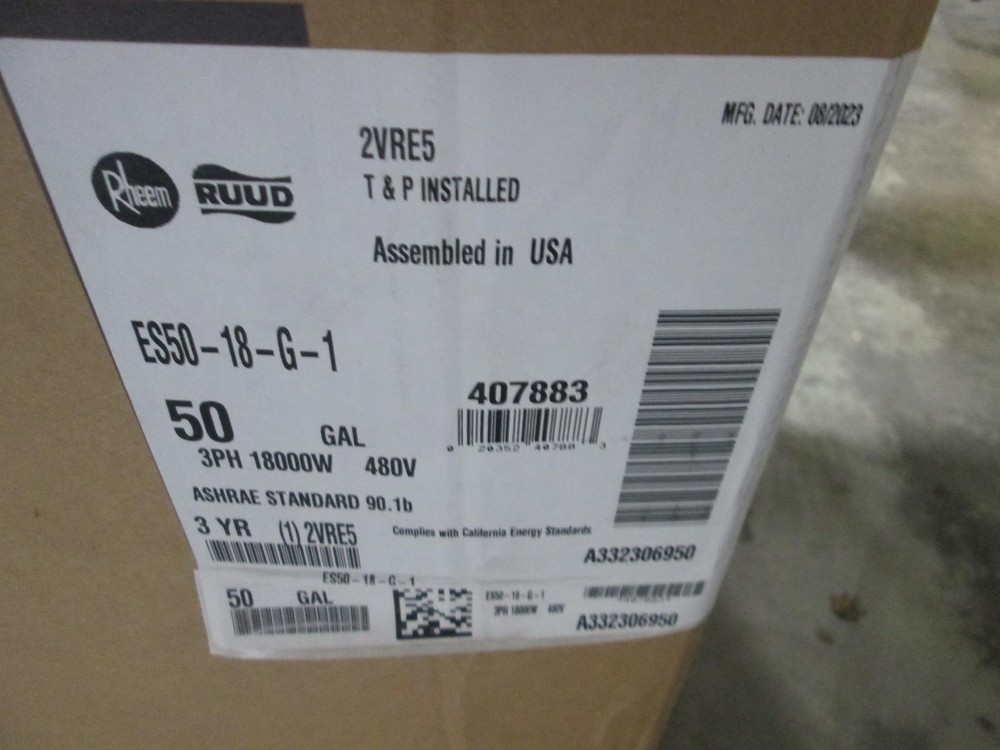 MFG. DATE: 08/2023
2VRE5
Rheem RUUD
T & P INSTALLED
Assembled in USA
ES50-18-G-1
407883
50 GAL
3PH 18000W 480V
ASHRAE STANDARD 90.1b
3 YR (1) 2VRE5
Complies with California Energy Standards
A332306950
ES50-18-G-1
50 GAL
ES50-18-G-1
3PH 18000W 480V
A332306950